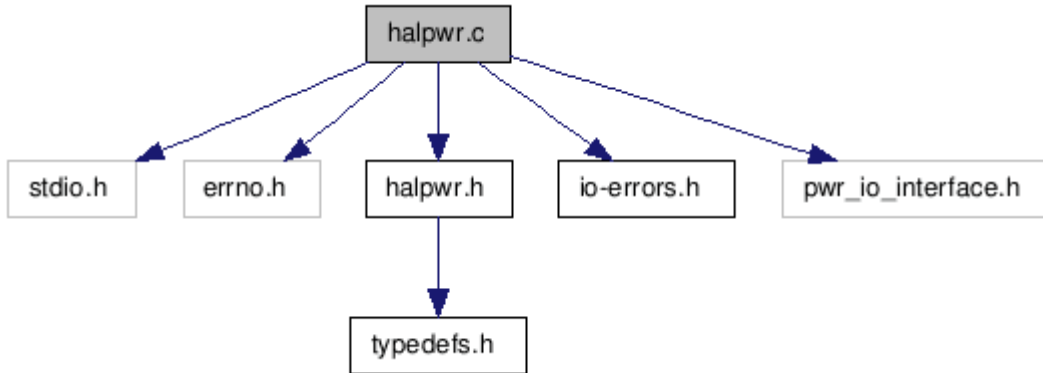 halpwr.c
stdio.h
errno.h
halpwr.h
io-errors.h
pwr_io_interface.h
typedefs.h